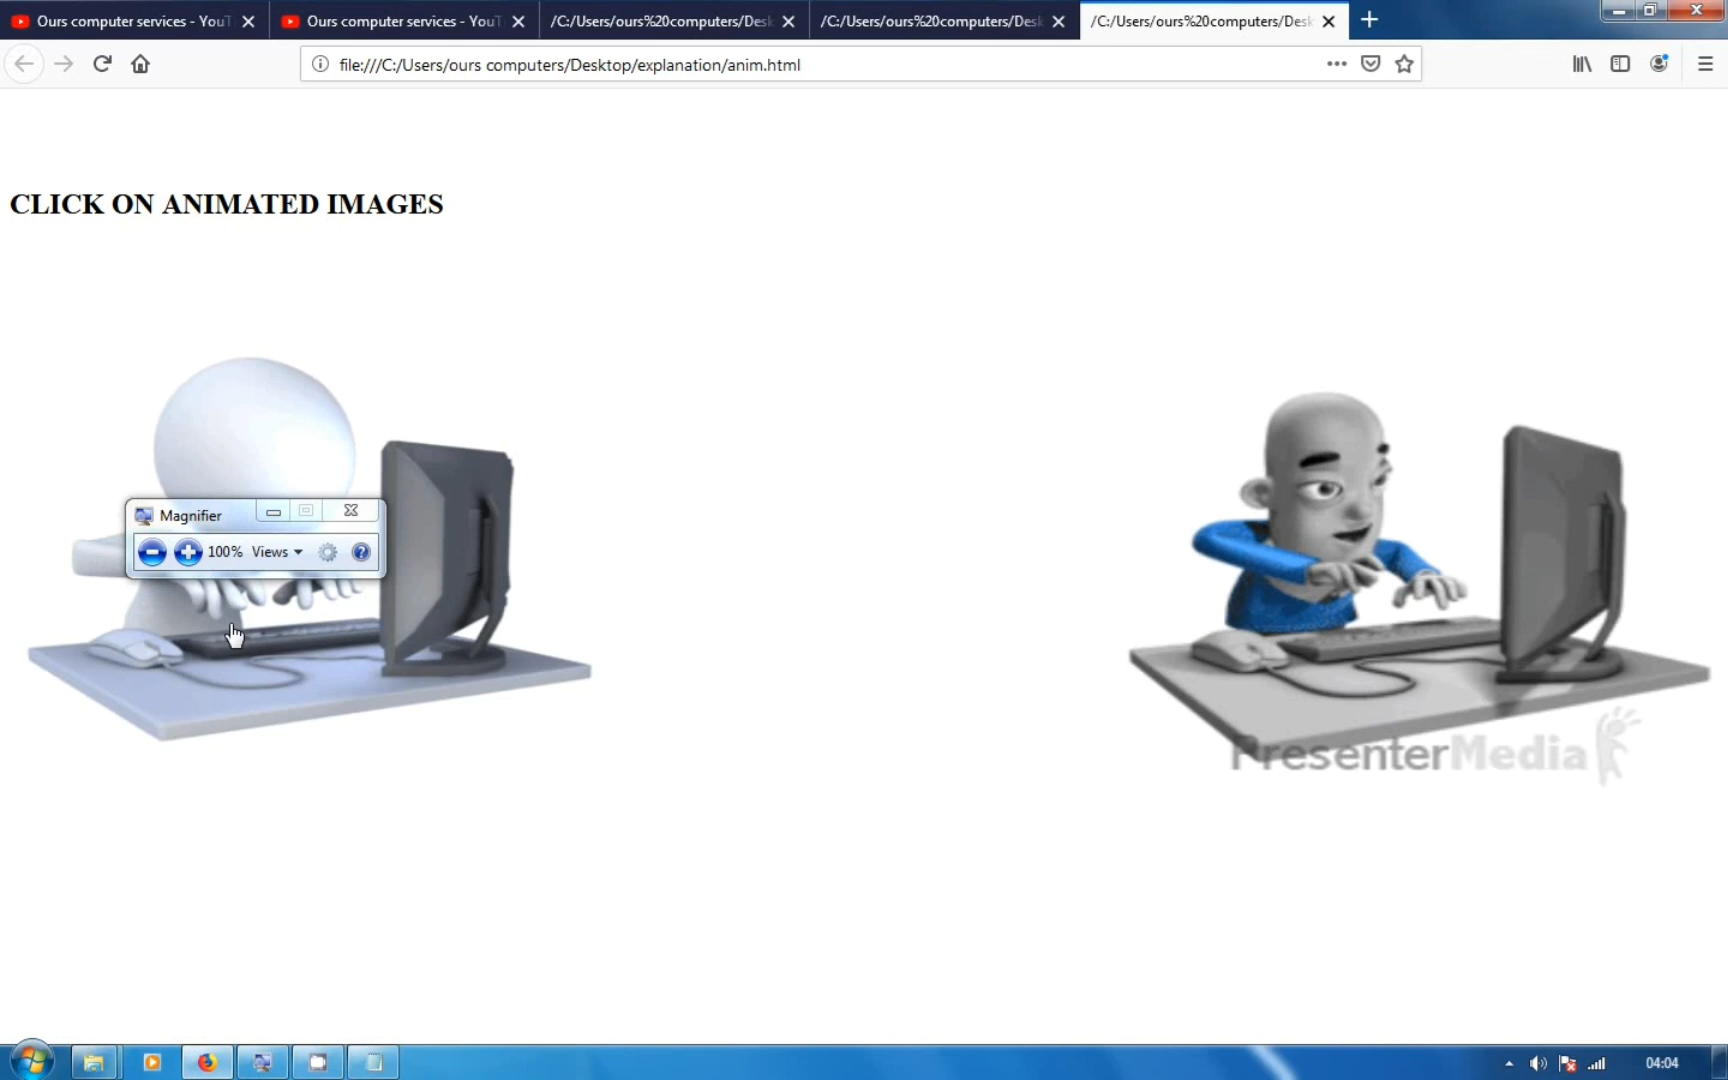 Ours computer services - YouT
Ours computer services - YouT
/C:/Users/ours%20computers/Desk
/C:/Users/ours%20computers/Desk
/C:/Users/ours%20computers/Desk
file:///C:/Users/ours computers/Desktop/explanation/anim.html
CLICK ON ANIMATED IMAGES
Magnifier
100% Views
PresenterMedia
04:04